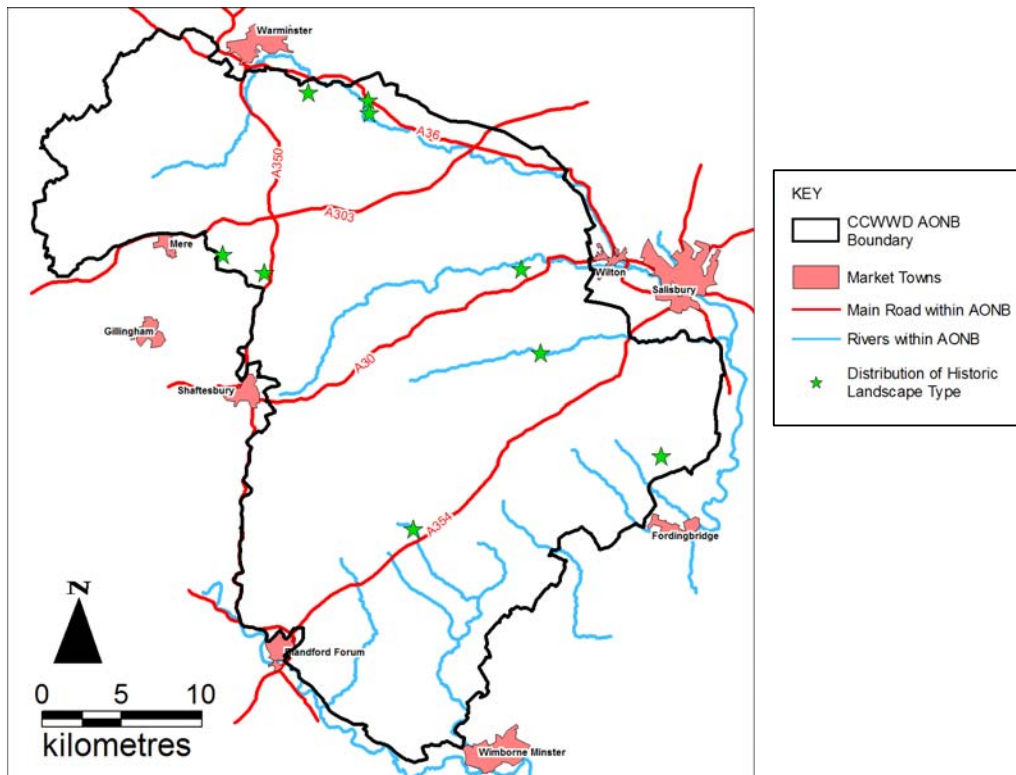 Warminster
A36
A350
A303
Mere
Wilton
Salisbury
Gillingham
Shaftesbury
A30
A354
Fordingbridge
Blandford Forum
Wimborne Minster
N
0 5 10
kilometres
KEY
CCWWD AONB
Boundary
Market Towns
Main Road within AONB
Rivers within AONB
Distribution of Historic
Landscape Type